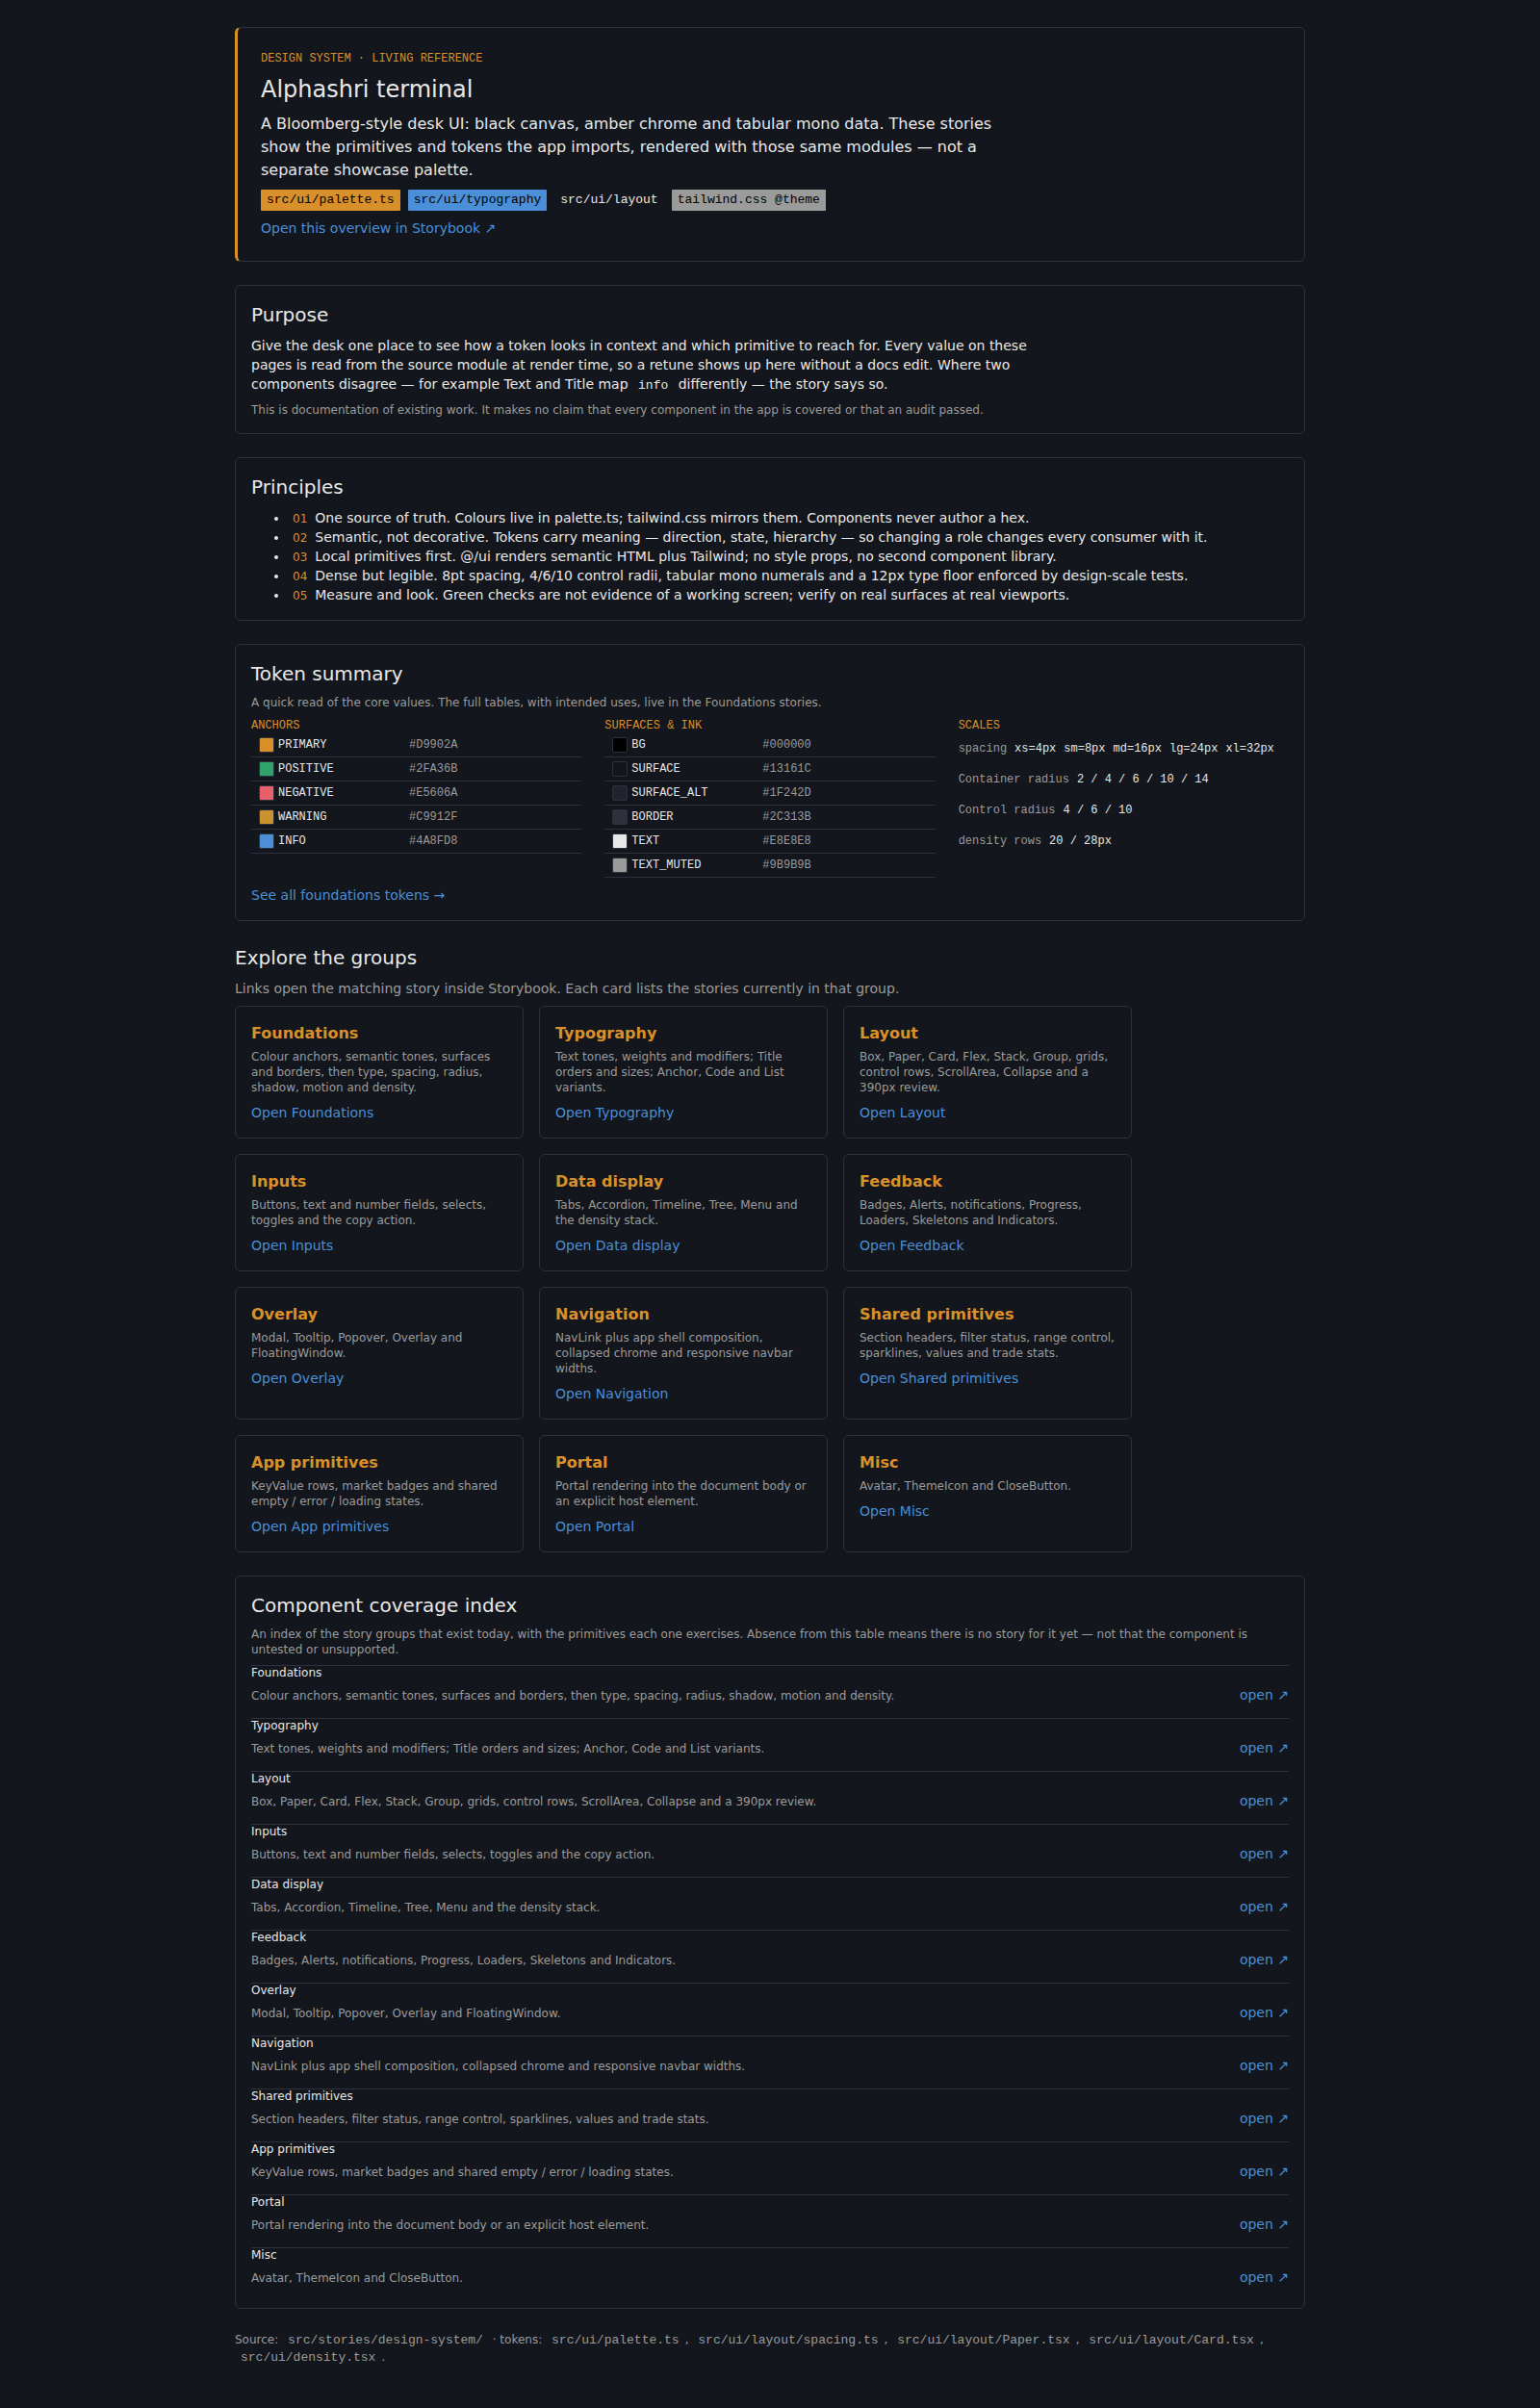 DESIGN SYSTEM · LIVING REFERENCE
Alphashri terminal
A Bloomberg-style desk UI: black canvas, amber chrome and tabular mono data. These stories
show the primitives and tokens the app imports, rendered with those same modules — not a
separate showcase palette.
src/ui/palette.ts src/ui/typography src/ui/layout tailwind.css @theme
Open this overview in Storybook ↗
Purpose
Give the desk one place to see how a token looks in context and which primitive to reach for. Every value on these
pages is read from the source module at render time, so a retune shows up here without a docs edit. Where two
components disagree — for example Text and Title map info differently — the story says so.
This is documentation of existing work. It makes no claim that every component in the app is covered or that an audit passed.
Principles
• 01 One source of truth. Colours live in palette.ts; tailwind.css mirrors them. Components never author a hex.
• 02 Semantic, not decorative. Tokens carry meaning — direction, state, hierarchy — so changing a role changes every consumer with it.
• 03 Local primitives first. @/ui renders semantic HTML plus Tailwind; no style props, no second component library.
• 04 Dense but legible. 8pt spacing, 4/6/10 control radii, tabular mono numerals and a 12px type floor enforced by design-scale tests.
• 05 Measure and look. Green checks are not evidence of a working screen; verify on real surfaces at real viewports.
Token summary
A quick read of the core values. The full tables, with intended uses, live in the Foundations stories.
ANCHORS
PRIMARY #D9902A
POSITIVE #2FA36B
NEGATIVE #E5606A
WARNING #C9912F
INFO #4A8FD8
SURFACES & INK
BG #000000
SURFACE #13161C
SURFACE_ALT #1F242D
BORDER #2C313B
TEXT #E8E8E8
TEXT_MUTED #9B9B9B
SCALES
spacing xs=4px sm=8px md=16px lg=24px xl=32px
Container radius 2 / 4 / 6 / 10 / 14
Control radius 4 / 6 / 10
density rows 20 / 28px
See all foundations tokens →
Explore the groups
Links open the matching story inside Storybook. Each card lists the stories currently in that group.
Foundations
Colour anchors, semantic tokens, surfaces
and borders, then type, spacing, radius,
shadow, motion and density.
Open Foundations
Typography
Text tones, weights and modifiers; Title
orders and sizes; Anchor, Code and List
variants.
Open Typography
Layout
Box, Paper, Card, Flex, Stack, Group, grids,
control rows, ScrollArea, Collapse and a
390px review.
Open Layout
Inputs
Buttons, text and number fields, selects,
toggles and the copy action.
Open Inputs
Data display
Tabs, Accordion, Timeline, Tree, Menu and
the density stack.
Open Data display
Feedback
Badges, Alerts, notifications, Progress,
Loaders, Skeletons and Indicators.
Open Feedback
Overlay
Modal, Tooltip, Popover, Overlay and
FloatingWindow.
Open Overlay
Navigation
NavLink plus app shell composition,
collapsed chrome and responsive navbar
widths.
Open Navigation
Shared primitives
Section headers, filter status, range control,
sparklines, values and trade stats.
Open Shared primitives
App primitives
KeyValue rows, market badges and shared
empty / error / loading states.
Open App primitives
Portal
Portal rendering into the document body or
an explicit host element.
Open Portal
Misc
Avatar, ThemeIcon and CloseButton.
Open Misc
Component coverage index
An index of the story groups that exist today, with the primitives each one exercises. Absence from this table means there is no story for it yet — not that the component is
untested or unsupported.
Foundations
Colour anchors, semantic tokens, surfaces and borders, then type, spacing, radius, shadow, motion and density. open ↗
Typography
Text tones, weights and modifiers; Title orders and sizes; Anchor, Code and List variants. open ↗
Layout
Box, Paper, Card, Flex, Stack, Group, grids, control rows, ScrollArea, Collapse and a 390px review. open ↗
Inputs
Buttons, text and number fields, selects, toggles and the copy action. open ↗
Data display
Tabs, Accordion, Timeline, Tree, Menu and the density stack. open ↗
Feedback
Badges, Alerts, notifications, Progress, Loaders, Skeletons and Indicators. open ↗
Overlay
Modal, Tooltip, Popover, Overlay and FloatingWindow. open ↗
Navigation
NavLink plus app shell composition, collapsed chrome and responsive navbar widths. open ↗
Shared primitives
Section headers, filter status, range control, sparklines, values and trade stats. open ↗
App primitives
KeyValue rows, market badges and shared empty / error / loading states. open ↗
Portal
Portal rendering into the document body or an explicit host element. open ↗
Misc
Avatar, ThemeIcon and CloseButton. open ↗
Source: src/stories/design-system/ · tokens: src/ui/palette.ts , src/ui/layout/spacing.ts , src/ui/layout/Paper.tsx , src/ui/layout/Card.tsx ,
src/ui/density.tsx .